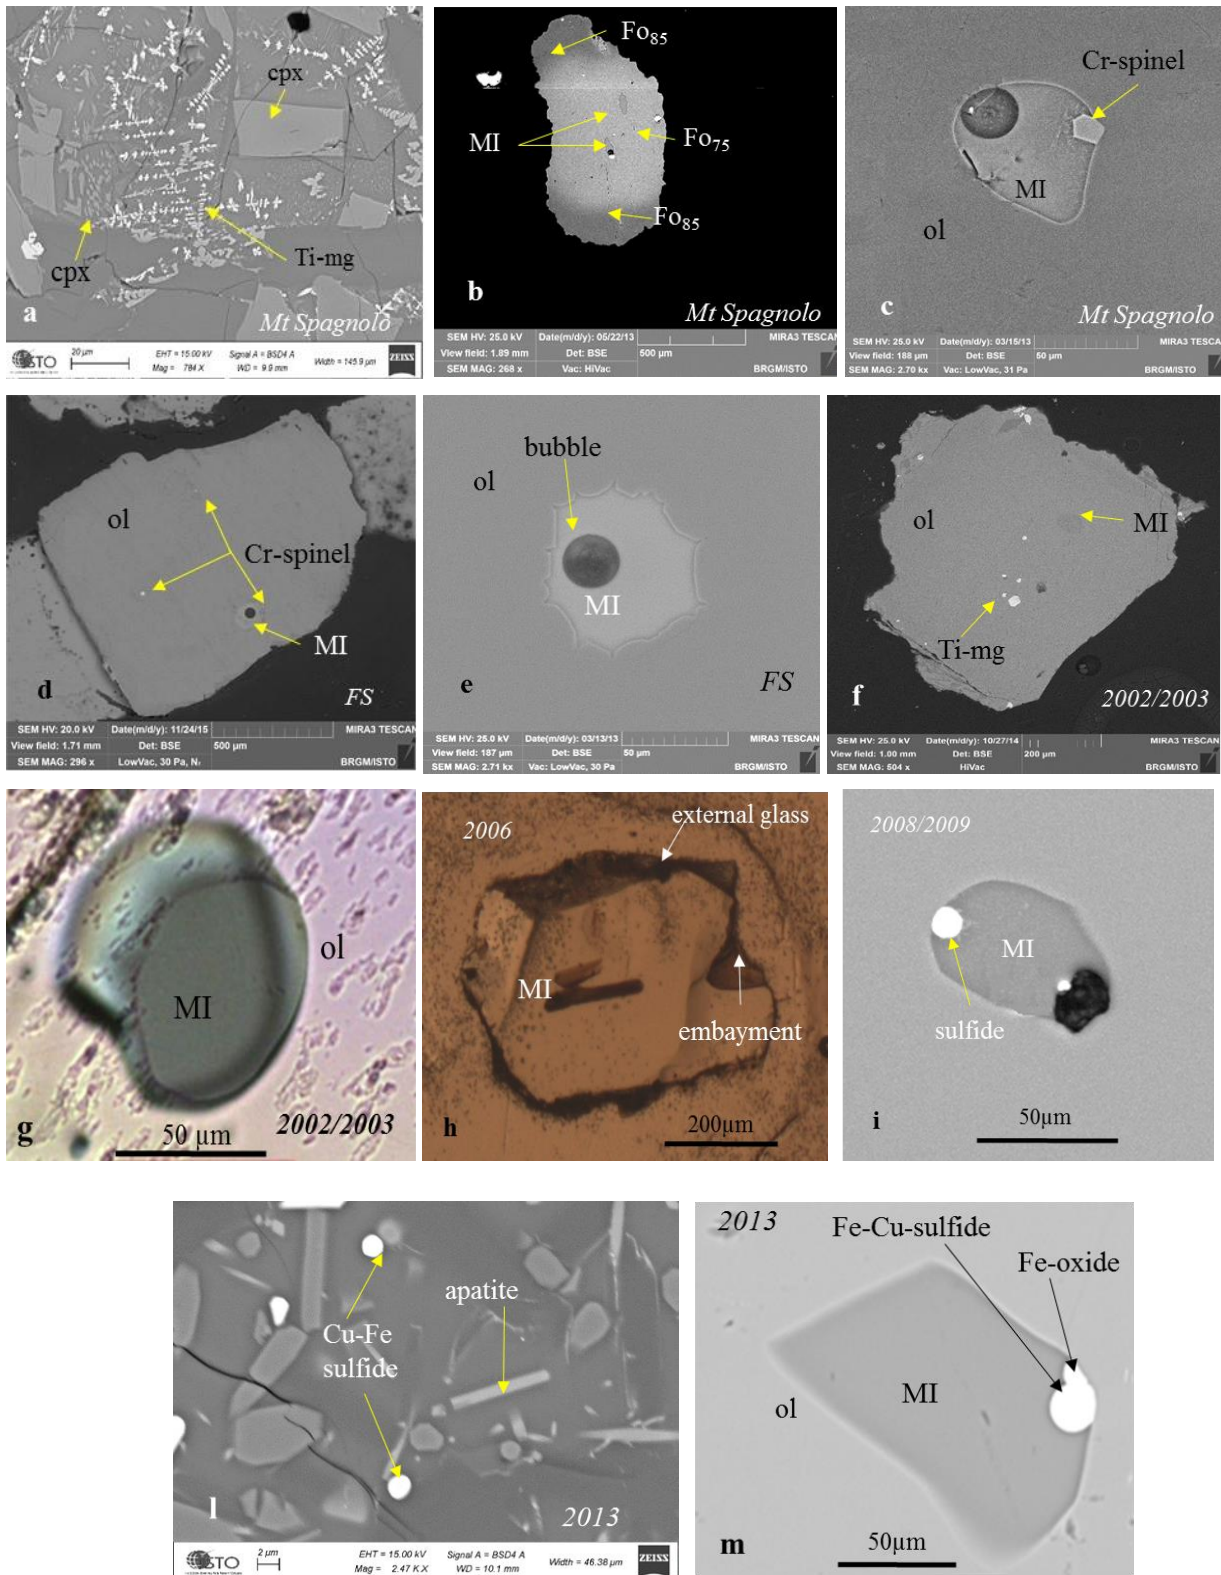 cpx
cpx
Ti-mg
a
Mt Spagnolo
ISTO
20 µm
EHT = 15.00 kV
Signal A = BSD4 A
Mag = 784 X
WD = 9.9 mm
Width = 145.9 µm
ZEISS
Fo85
MI
Fo75
Fo85
b
Mt Spagnolo
SEM HV: 25.0 kV
Date(m/d/y): 05/22/13
MIRA3 TESCAN
View field: 1.89 mm
Det: BSE
500 µm
SEM MAG: 268 x
Vac: HiVac
BRGM/ISTO
Cr-spinel
MI
ol
c
Mt Spagnolo
SEM HV: 25.0 kV
Date(m/d/y): 03/15/13
MIRA3 TESCAN
View field: 188 µm
Det: BSE
50 µm
SEM MAG: 2.70 kx
Vac: LowVac, 31 Pa
BRGM/ISTO
ol
Cr-spinel
MI
d
FS
SEM HV: 20.0 kV
Date(m/d/y): 11/24/15
MIRA3 TESCAN
View field: 1.71 mm
Det: BSE
500 µm
SEM MAG: 296 x
LowVac, 30 Pa, N₂
BRGM/ISTO
bubble
ol
MI
e
FS
SEM HV: 25.0 kV
Date(m/d/y): 03/13/13
MIRA3 TESCAN
View field: 187 µm
Det: BSE
50 µm
SEM MAG: 2.71 kx
Vac: LowVac, 30 Pa
BRGM/ISTO
ol
MI
Ti-mg
f
2002/2003
SEM HV: 25.0 kV
Date(m/d/y): 10/27/14
MIRA3 TESCAN
View field: 1.00 mm
Det: BSE
200 µm
SEM MAG: 504 x
HiVac
BRGM/ISTO
ol
MI
g
2002/2003
50 µm
2006
external glass
MI
embayment
h
200µm
2008/2009
MI
sulfide
i
50µm
apatite
Cu-Fe
sulfide
l
2013
ISTO
2 µm
EHT = 15.00 kV
Signal A = BSD4 A
Mag = 2.47 K X
WD = 10.1 mm
Width = 46.38 µm
ZEISS
2013
Fe-Cu-sulfide
Fe-oxide
MI
ol
m
50µm